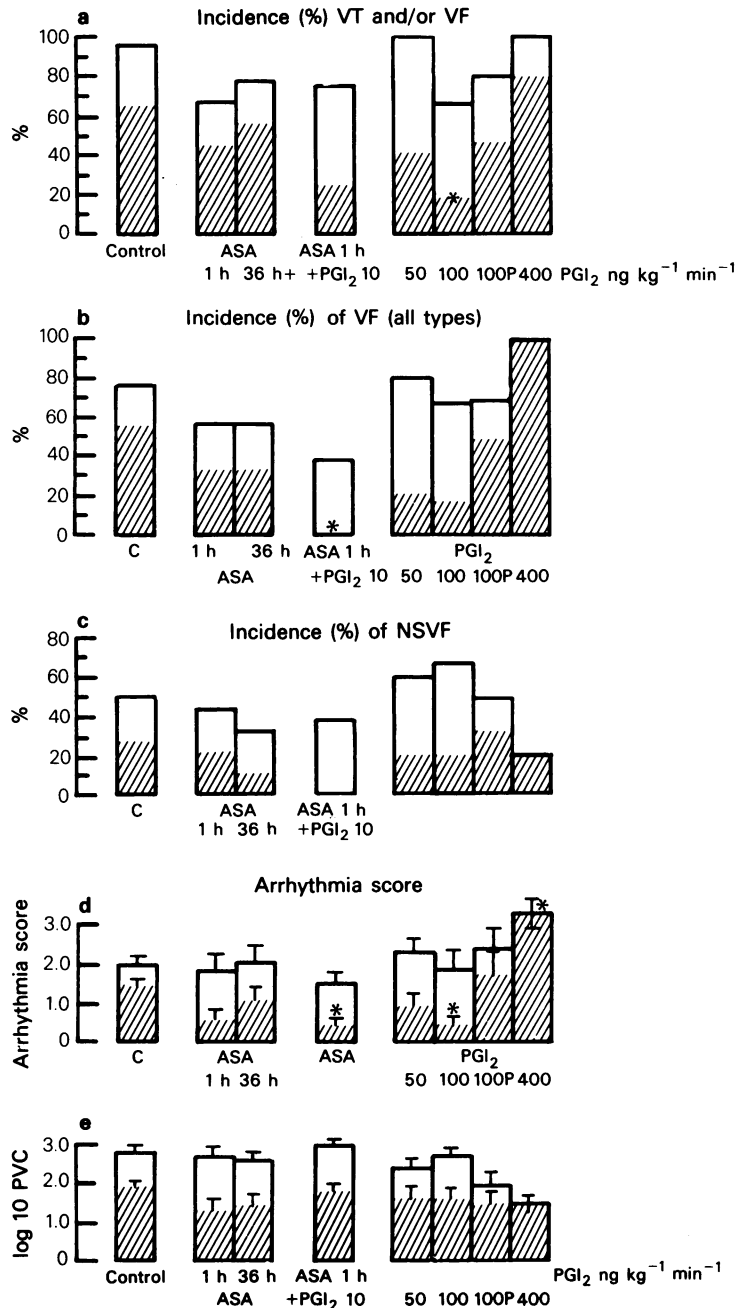 a
Incidence (%) VT and/or VF
100
80
60
40
20
0
%
*
Control ASA ASA 1 h
1 h 36 h+ +PGI₂ 10 50 100 100P 400 PGI₂ ng kg⁻¹ min⁻¹
b
Incidence (%) of VF (all types)
100
80
60
40
20
0
%
*
C 1 h 36 h ASA 1 h PGI₂
ASA +PGI₂ 10 50 100 100P 400
c
Incidence (%) of NSVF
80
60
40
20
0
%
C ASA ASA 1 h
1 h 36 h +PGI₂ 10
d
Arrhythmia score
Arrhythmia score
3.0
2.0
1.0
0
* * *
C ASA ASA PGI₂
1 h 36 h 50 100 100P 400
e
log 10 PVC
3.0
2.0
1.0
0
Control 1 h 36 h ASA 1 h PGI₂ ng kg⁻¹ min⁻¹
ASA +PGI₂ 10 50 100 100P 400